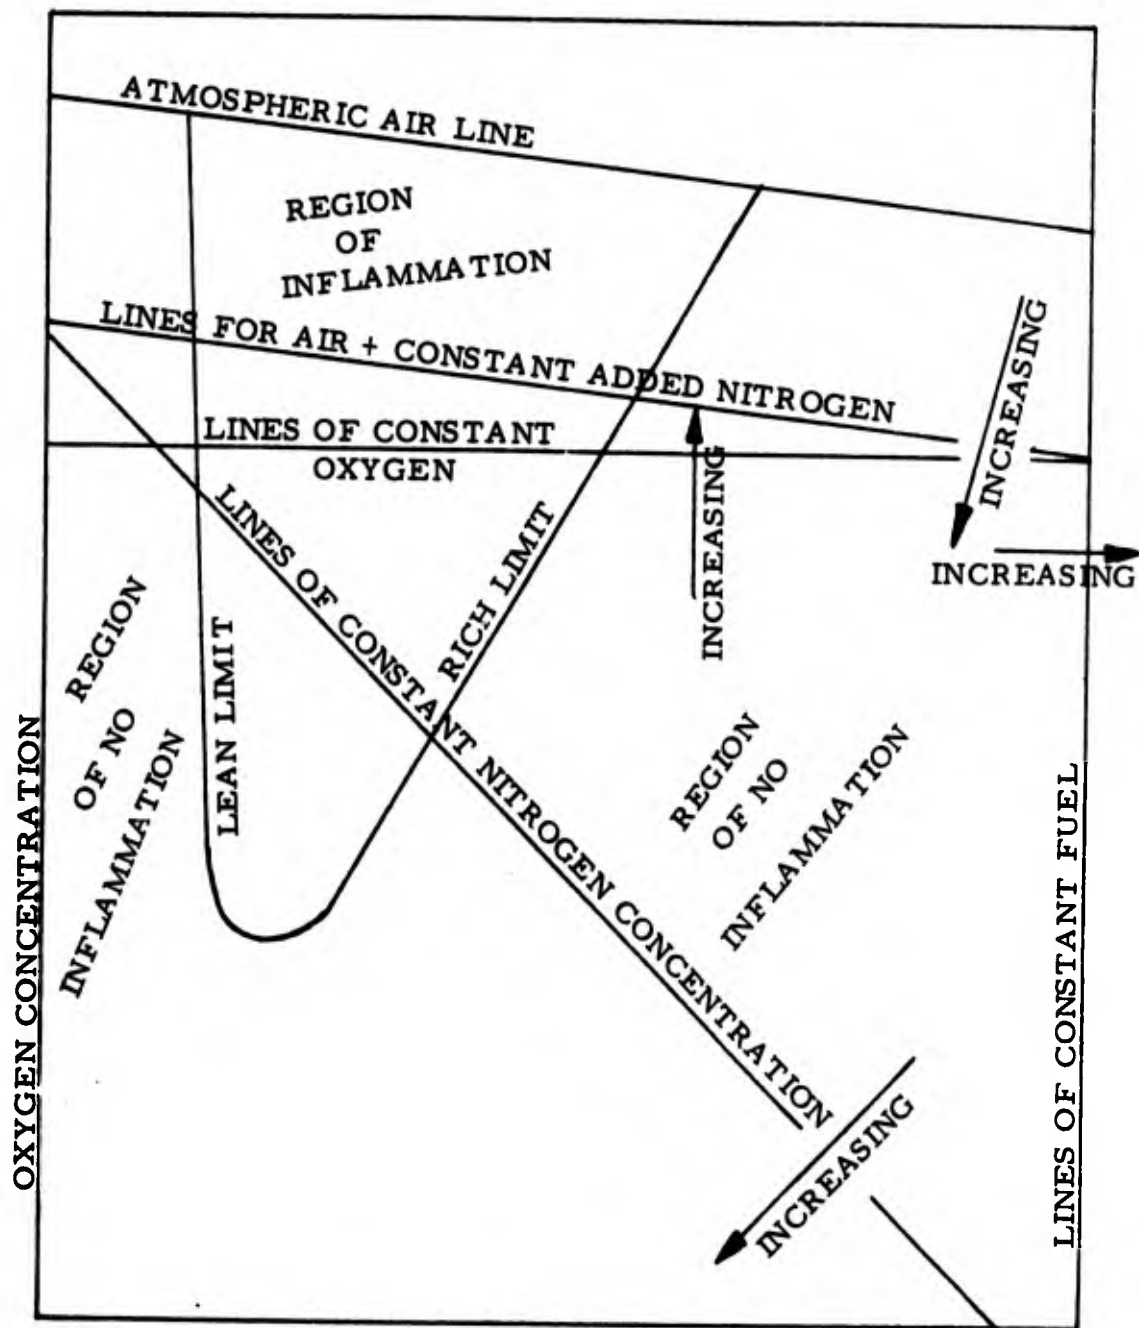 ATMOSPHERIC AIR LINE
REGION
OF
INFLAMMATION
LINES FOR AIR + CONSTANT ADDED NITROGEN
INCREASING
LINES OF CONSTANT
OXYGEN
INCREASING
INCREASING
LINES OF CONSTANT NITROGEN CONCENTRATION
RICH LIMIT
LEAN LIMIT
REGION
OF NO
INFLAMMATION
REGION
OF NO
INFLAMMATION
OXYGEN CONCENTRATION
LINES OF CONSTANT FUEL
INCREASING